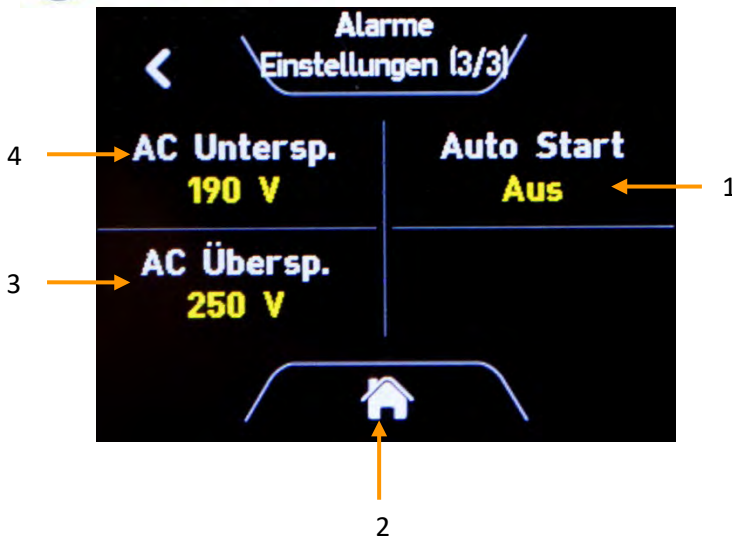 Alarme
Einstellungen (3/3)
4
AC Untersp.
190 V
Auto Start
Aus
1
3
AC Übersp.
250 V
2